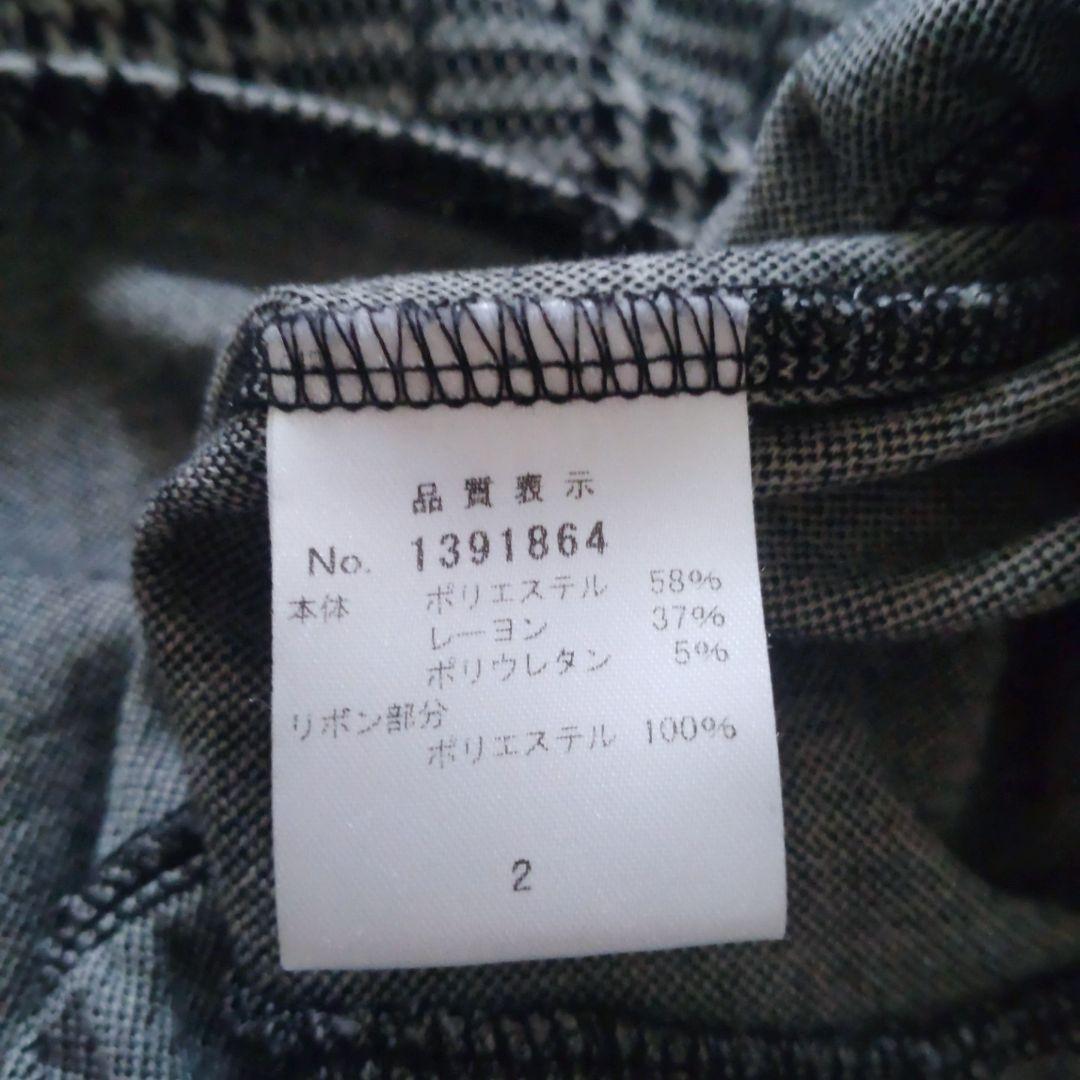 品質表示
No. 1391864
本体 ポリエステル 58%
レーヨン 37%
ポリウレタン 5%
リボン部分
ポリエステル 100%
2